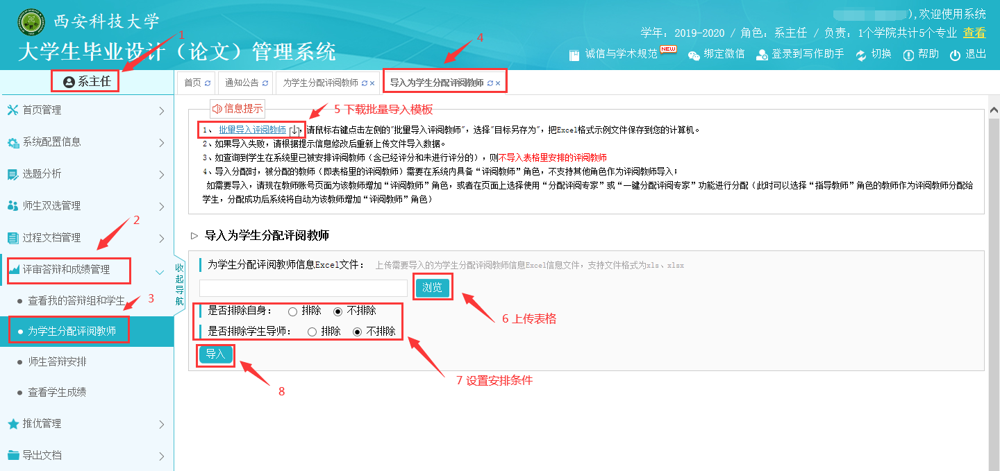 西安科技大学
大学生毕业设计（论文）管理系统
),欢迎使用系统
学年：2019-2020 / 角色：系主任 / 负责：1个学院共计5个专业 查看
诚信与学术规范 NEW 绑定微信 登录到写作助手 切换 帮助 退出
1
4
系主任
首页 通知公告 为学生分配评阅教师 × 导入为学生分配评阅教师 ×
首页管理
系统配置信息
选题分析
师生双选管理
2
过程文档管理
评审答辩和成绩管理
查看我的答辩组和学生
3
为学生分配评阅教师
师生答辩安排
查看学生成绩
推优管理
导出文档
收起导航
信息提示
5 下载批量导入模板
1、 批量导入评阅教师 ，请鼠标右键点击左侧的"批量导入评阅教师"，选择"目标另存为"，把Excel格式示例文件保存到您的计算机。
2、如果导入失败，请根据提示信息修改后重新上传文件导入数据。
3、如查询到学生在系统里已被安排评阅教师（含已经评分和未进行评分的），则不导入表格里安排的评阅教师
4、导入分配时，被分配的教师（即表格里的评阅教师）需要在系统内具备“评阅教师”角色，不支持其他角色作为评阅教师导入；
如需要导入，请现在教师账号页面为该教师增加“评阅教师”角色，或者在页面上选择使用“分配评阅专家”或“一键分配评阅专家”功能进行分配（此时可以选择“指导教师”角色的教师作为评阅教师分配给
学生，分配成功后系统将自动为该教师增加“评阅教师”角色）
导入为学生分配评阅教师
为学生分配评阅教师信息Excel文件： 上传需要导入的为学生分配评阅教师信息Excel信息文件，支持文件格式为xls、xlsx
浏览
6 上传表格
是否排除自身： 排除 不排除
是否排除学生导师： 排除 不排除
导入
7 设置安排条件
8